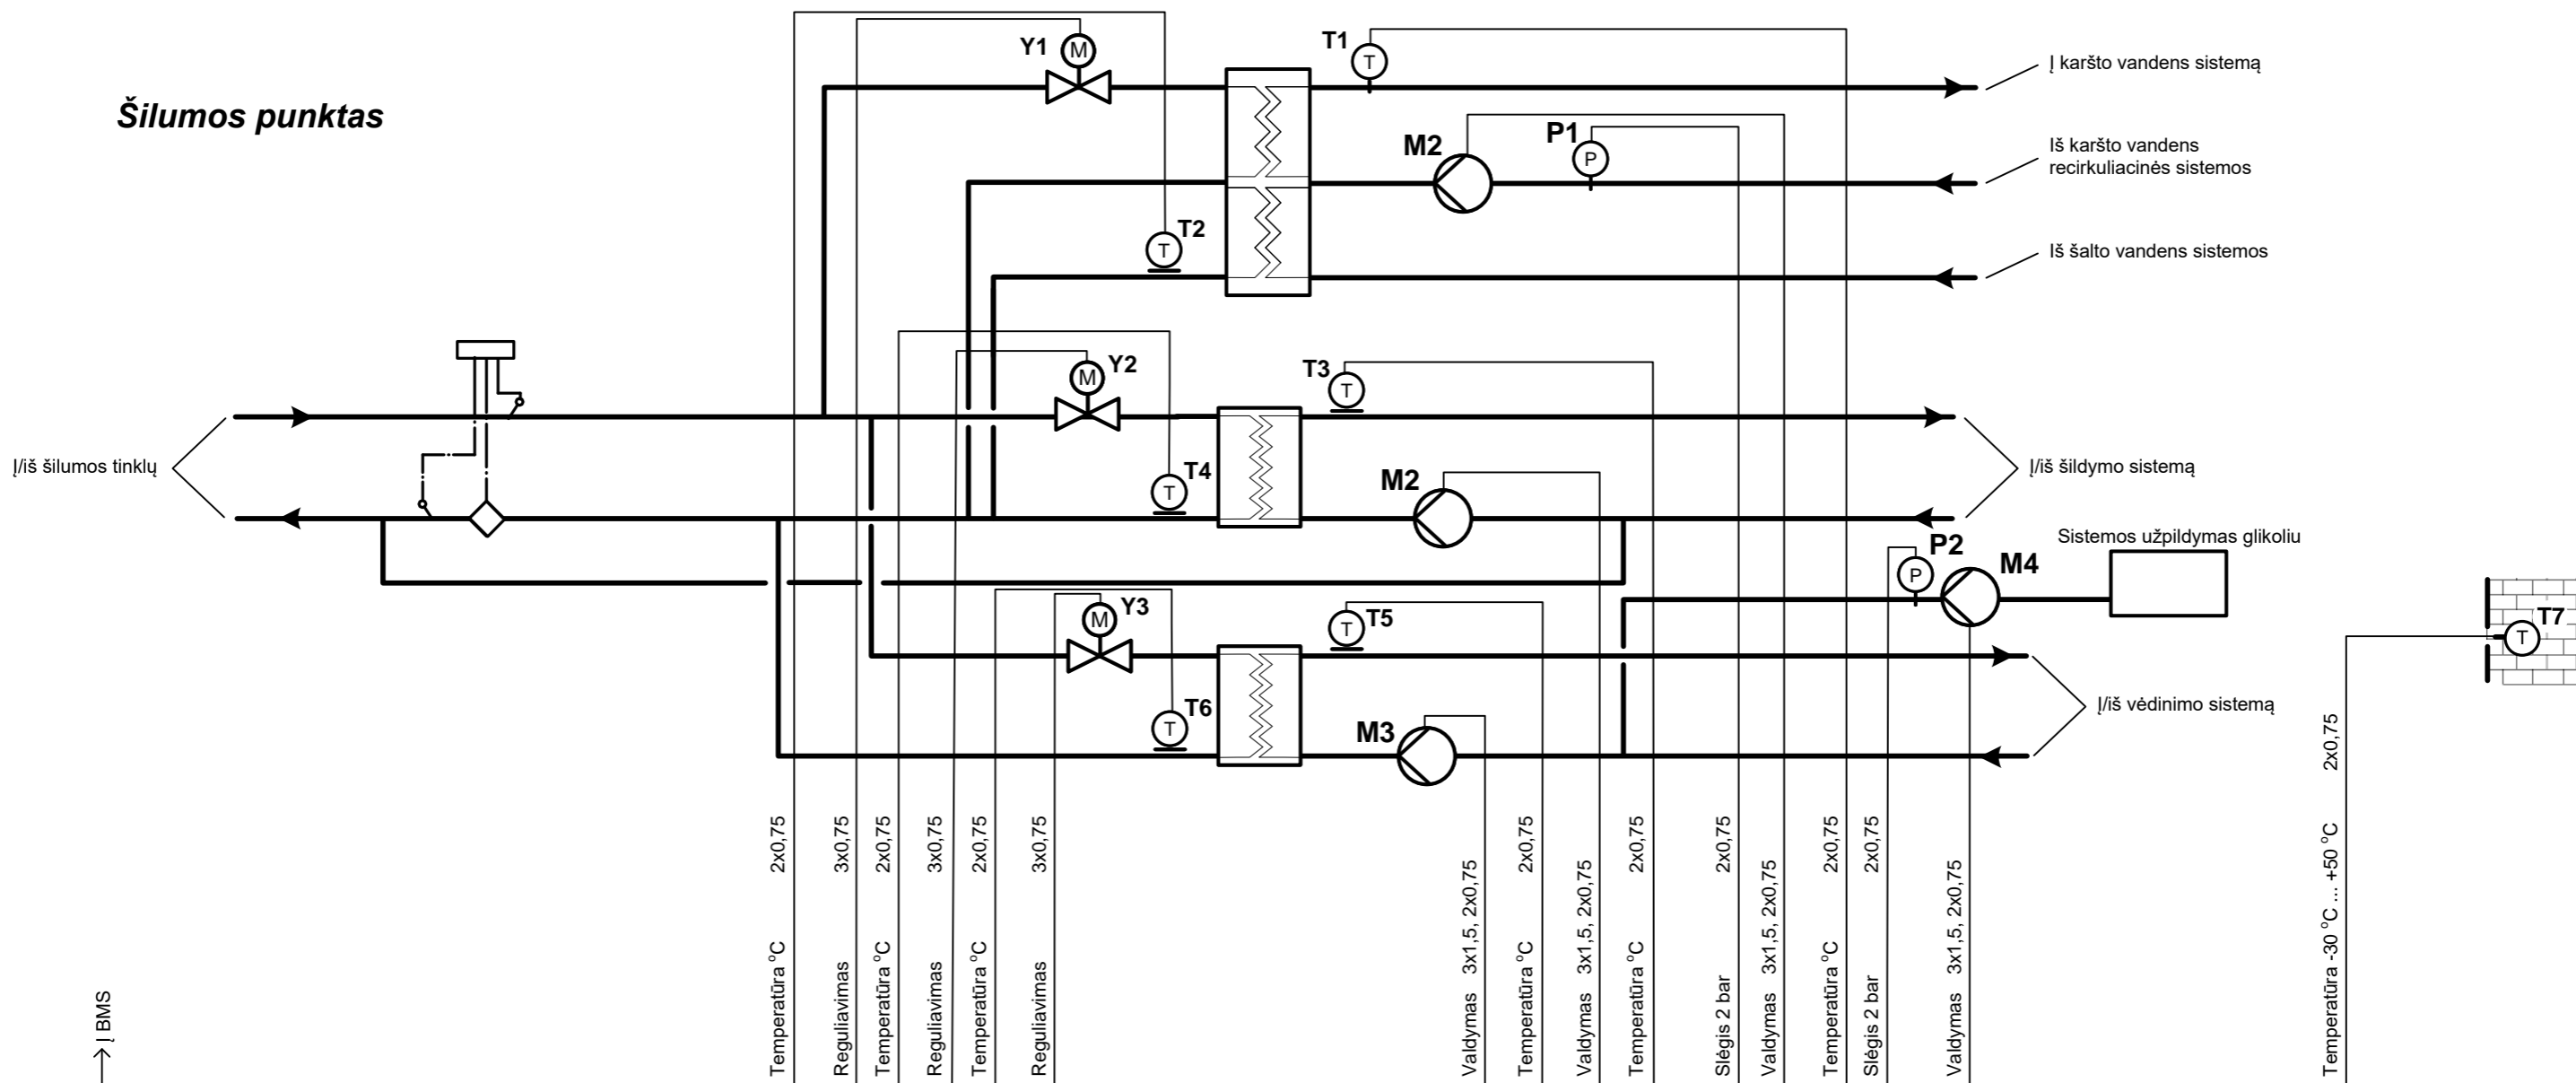 Šilumos punktas
Y1
M
T1
T
Į karšto vandens sistemą
M2
P1
P
Iš karšto vandens
recirkuliacinės sistemos
T2
T
Iš šalto vandens sistemos
Y2
M
T3
T
Į/iš šilumos tinklų
T4
T
M2
Į/iš šildymo sistemą
Sistemos užpildymas glikoliu
P2
P
M4
Y3
M
T5
T
T7
T
T6
T
M3
Į/iš vėdinimo sistemą
Į BMS
Temperatūra °C 2x0,75
Reguliavimas 3x0,75
Temperatūra °C 2x0,75
Reguliavimas 3x0,75
Temperatūra °C 2x0,75
Reguliavimas 3x0,75
Valdymas 3x1,5, 2x0,75
Temperatūra °C 2x0,75
Valdymas 3x1,5, 2x0,75
Temperatūra °C 2x0,75
Slėgis 2 bar 2x0,75
Valdymas 3x1,5, 2x0,75
Temperatūra °C 2x0,75
Slėgis 2 bar 2x0,75
Valdymas 3x1,5, 2x0,75
Temperatūra -30 °C ... +50 °C 2x0,75